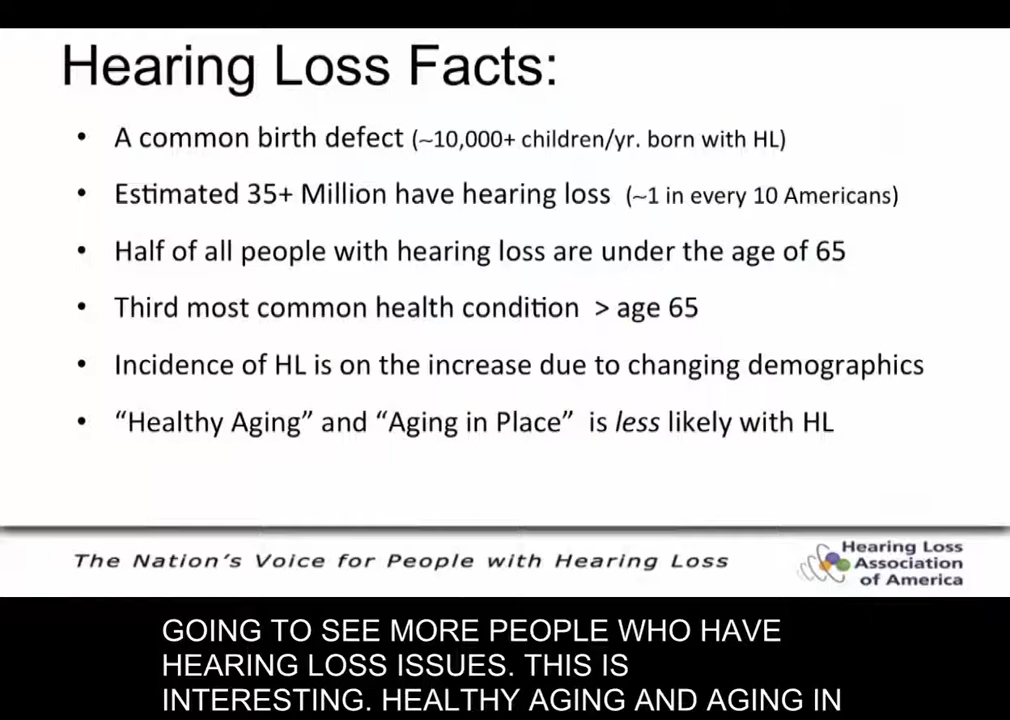 Hearing Loss Facts:
• A common birth defect (~10,000+ children/yr. born with HL)
• Estimated 35+ Million have hearing loss (~1 in every 10 Americans)
• Half of all people with hearing loss are under the age of 65
• Third most common health condition > age 65
• Incidence of HL is on the increase due to changing demographics
• “Healthy Aging” and “Aging in Place” is less likely with HL
The Nation's Voice for People with Hearing Loss
Hearing Loss
Association
of America
GOING TO SEE MORE PEOPLE WHO HAVE
HEARING LOSS ISSUES. THIS IS
INTERESTING. HEALTHY AGING AND AGING IN